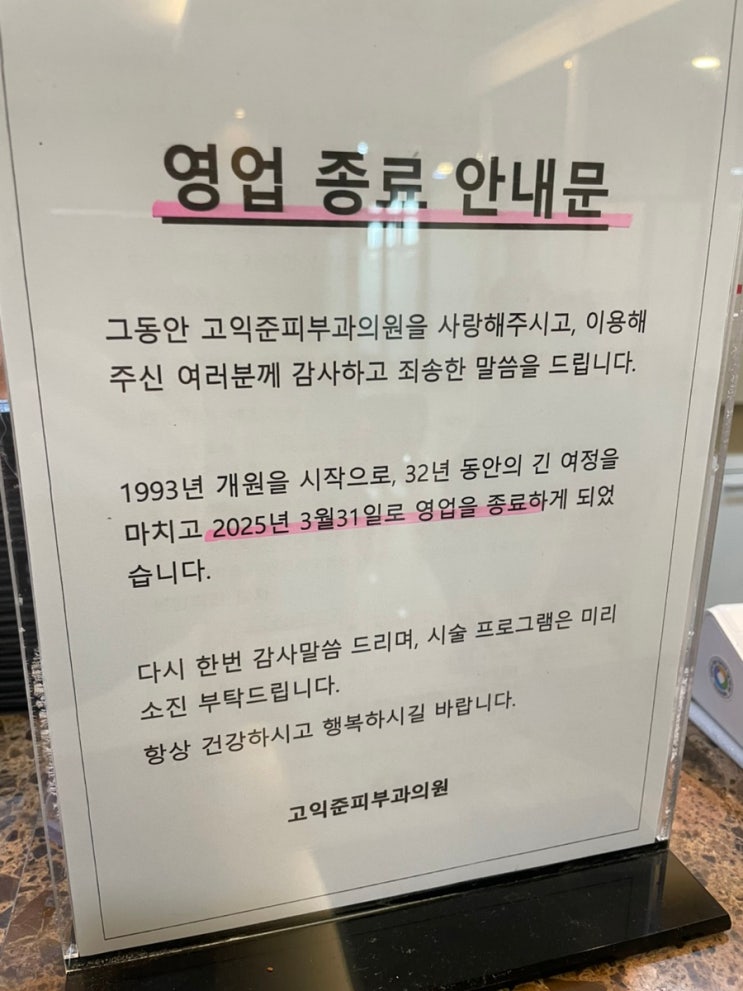 영업 종료 안내문
그동안 고익준피부과의원을 사랑해주시고, 이용해
주신 여러분께 감사하고 죄송한 말씀을 드립니다.
1993년 개원을 시작으로, 32년 동안의 긴 여정을
마치고 2025년 3월31일로 영업을 종료하게 되었
습니다.
다시 한번 감사말씀 드리며, 시술 프로그램은 미리
소진 부탁드립니다.
항상 건강하시고 행복하시길 바랍니다.
고익준피부과의원